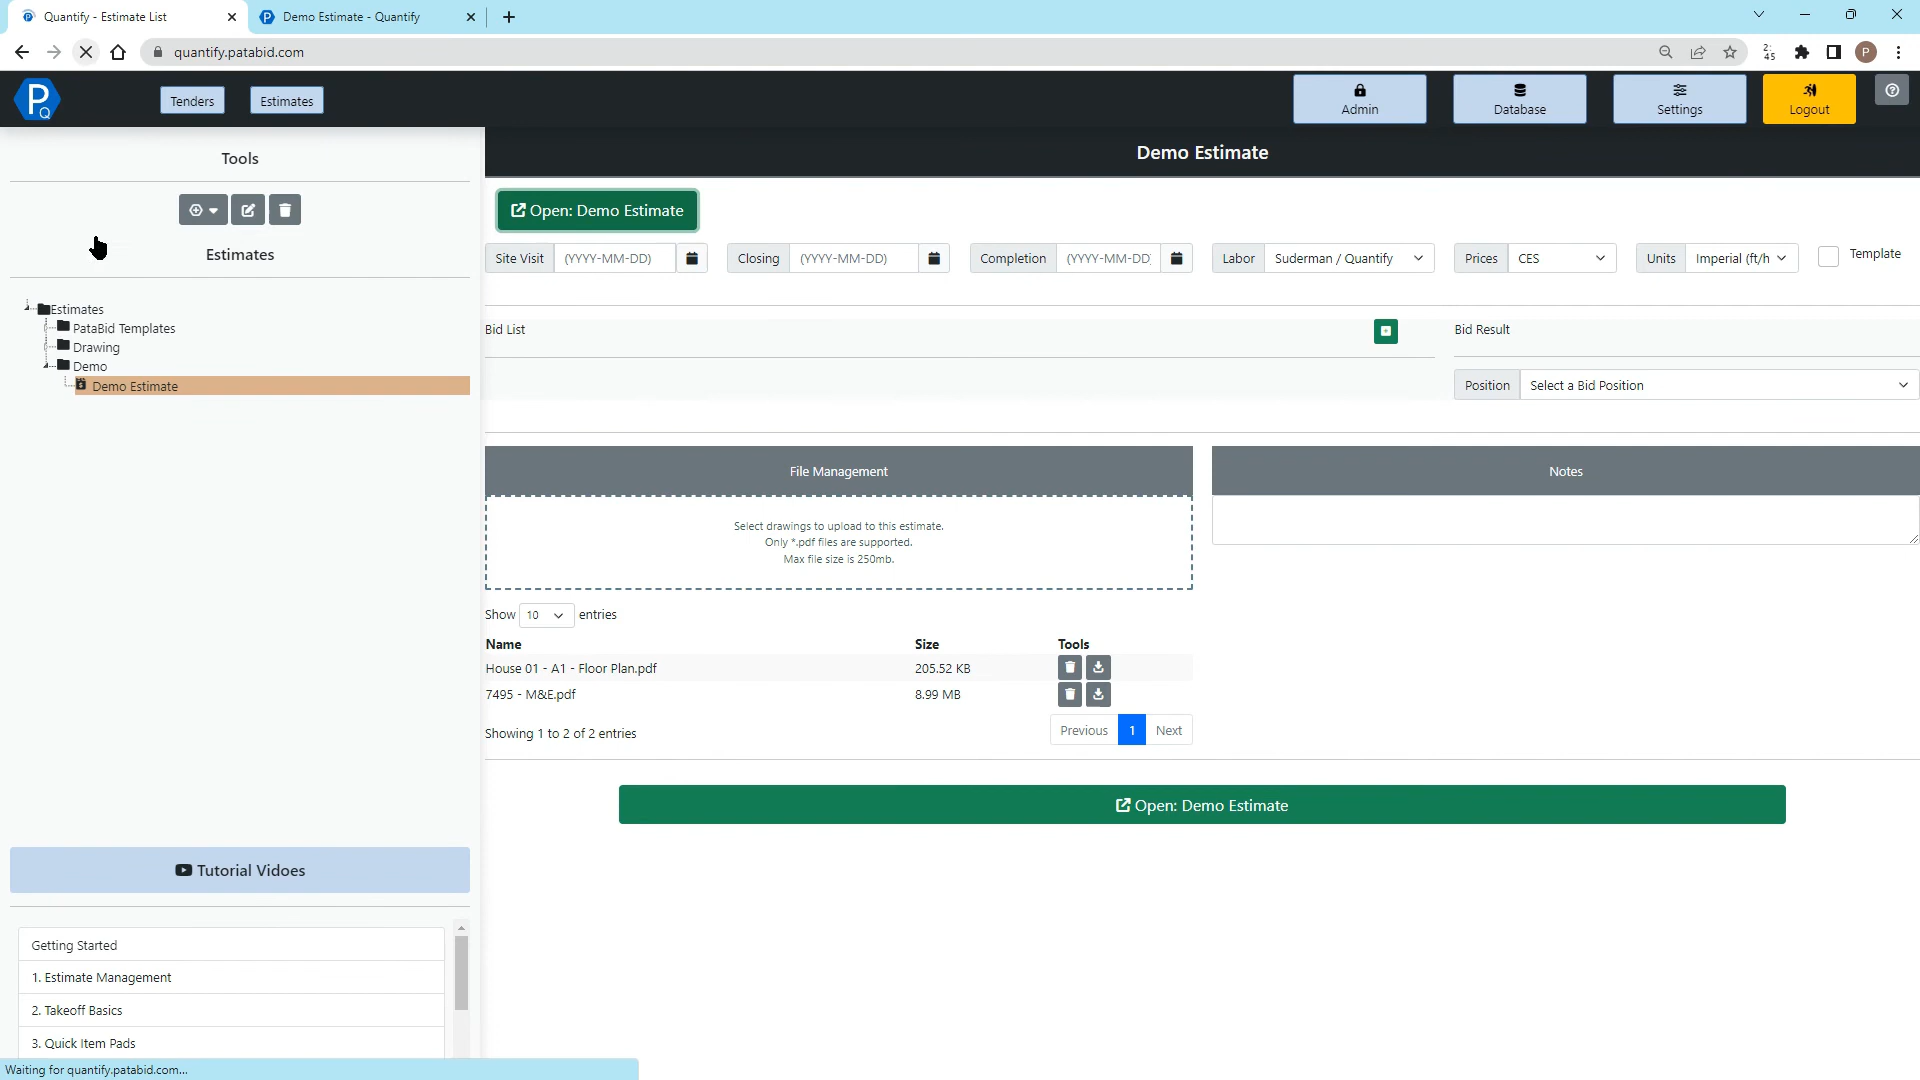 Quantify - Estimate List
Demo Estimate - Quantify
quantify.patabid.com
2:
45
P
PQ
Tenders
Estimates
Admin
Database
Settings
Logout
Tools
Demo Estimate
Open: Demo Estimate
Estimates
Site Visit (YYYY-MM-DD)
Closing (YYYY-MM-DD)
Completion (YYYY-MM-DD)
Labor Suderman / Quantify
Prices CES
Units Imperial (ft/h
Template
Estimates
PataBid Templates
Drawing
Demo
Demo Estimate
Bid List
Bid Result
Position Select a Bid Position
File Management
Notes
Select drawings to upload to this estimate.
Only *.pdf files are supported.
Max file size is 250mb.
Show 10 entries
Name Size Tools
House 01 - A1 - Floor Plan.pdf 205.52 KB
7495 - M&E.pdf 8.99 MB
Showing 1 to 2 of 2 entries
Previous 1 Next
Open: Demo Estimate
Tutorial Vidoes
Getting Started
1. Estimate Management
2. Takeoff Basics
3. Quick Item Pads
Waiting for quantify.patabid.com...